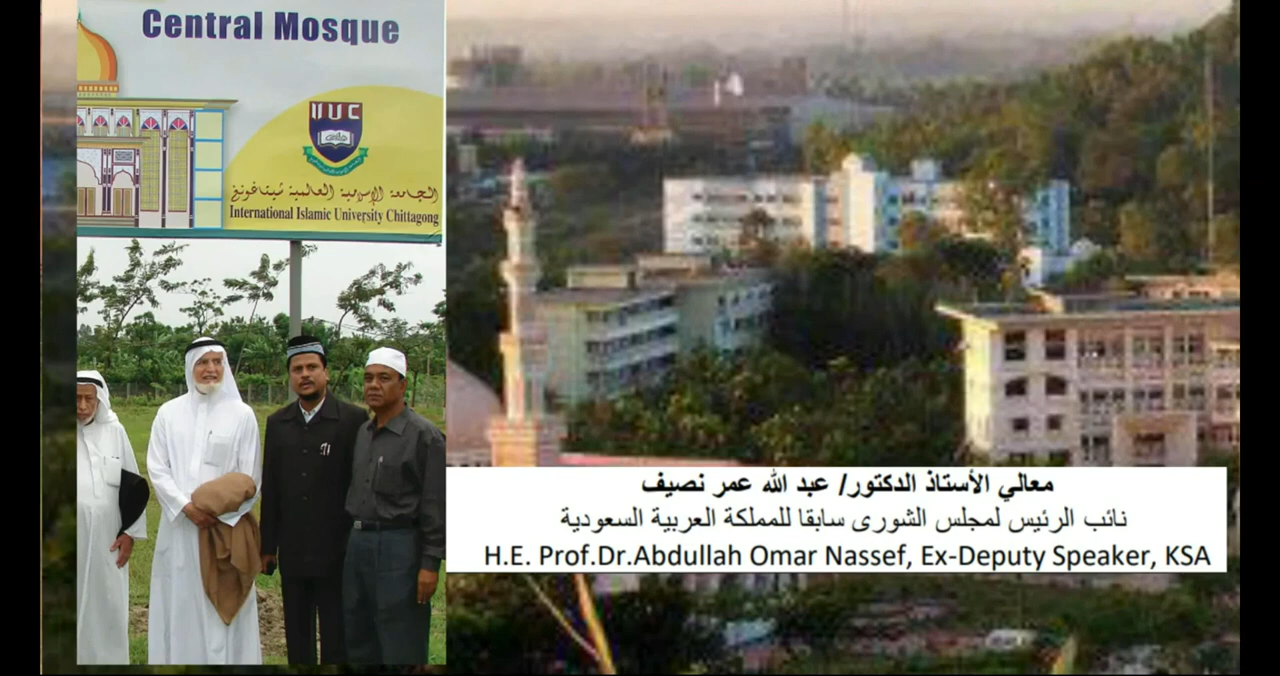 Central Mosque
IIUC
الجامعة الإسلامية العالمية شيتاغونغ
International Islamic University Chittagong
معالي الأستاذ الدكتور/ عبد الله عمر نصيف
نائب الرئيس لمجلس الشورى سابقا للمملكة العربية السعودية
H.E. Prof.Dr.Abdullah Omar Nassef, Ex-Deputy Speaker, KSA